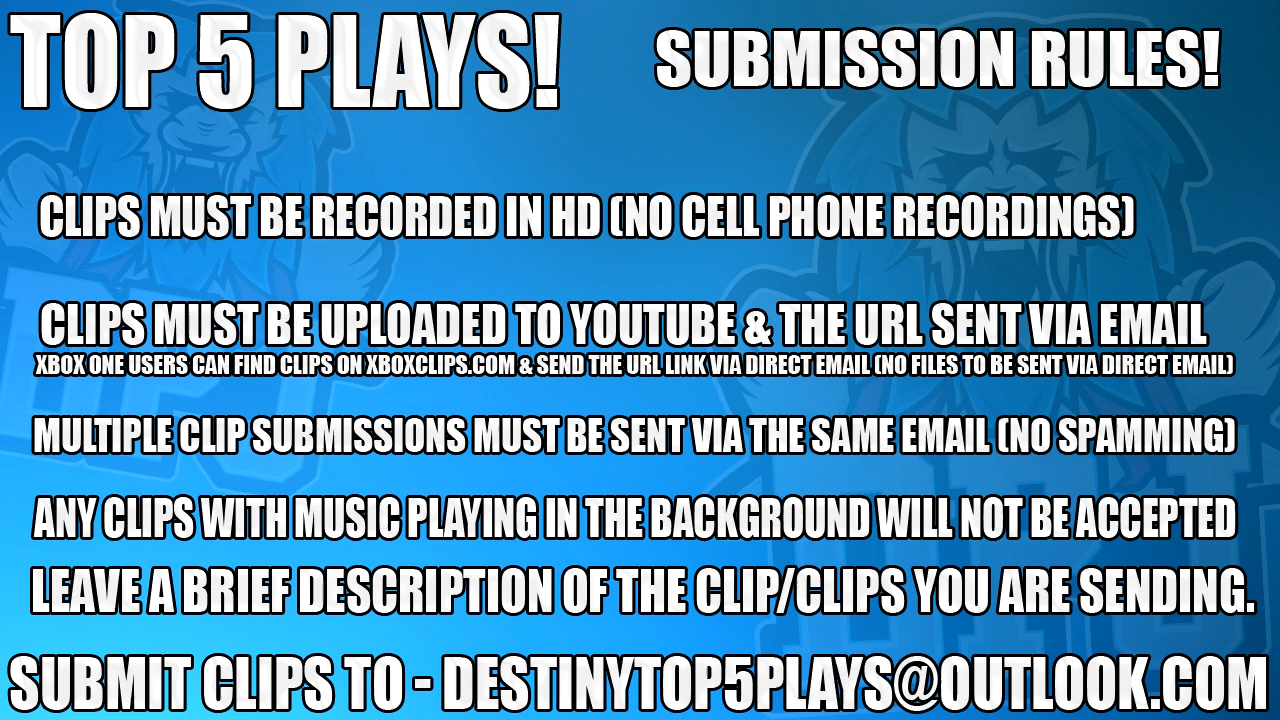 TOP 5 PLAYS!
SUBMISSION RULES!
CLIPS MUST BE RECORDED IN HD (NO CELL PHONE RECORDINGS)
CLIPS MUST BE UPLOADED TO YOUTUBE & THE URL SENT VIA EMAIL
XBOX ONE USERS CAN FIND CLIPS ON XBOXCLIPS.COM & SEND THE URL LINK VIA DIRECT EMAIL (NO FILES TO BE SENT VIA DIRECT EMAIL)
MULTIPLE CLIP SUBMISSIONS MUST BE SENT VIA THE SAME EMAIL (NO SPAMMING)
ANY CLIPS WITH MUSIC PLAYING IN THE BACKGROUND WILL NOT BE ACCEPTED
LEAVE A BRIEF DESCRIPTION OF THE CLIP/CLIPS YOU ARE SENDING.
SUBMIT CLIPS TO - DESTINYTOP5PLAYS@OUTLOOK.COM